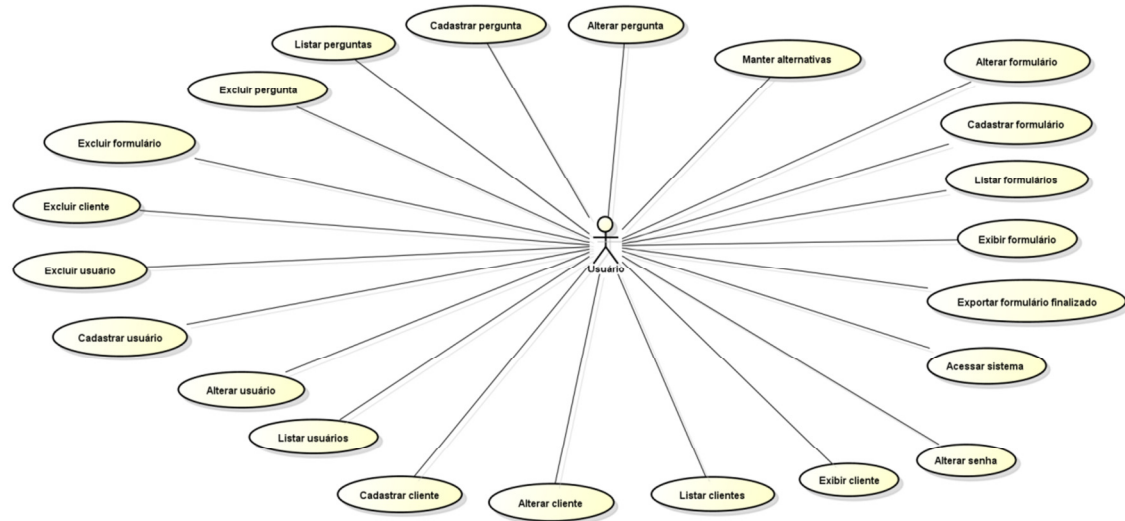 Cadastrar pergunta
Alterar pergunta
Listar perguntas
Manter alternativas
Alterar formulário
Excluir pergunta
Cadastrar formulário
Excluir formulário
Listar formulários
Excluir cliente
Exibir formulário
Excluir usuário
Usuário
Exportar formulário finalizado
Cadastrar usuário
Acessar sistema
Alterar usuário
Listar usuários
Alterar senha
Exibir cliente
Cadastrar cliente
Listar clientes
Alterar cliente